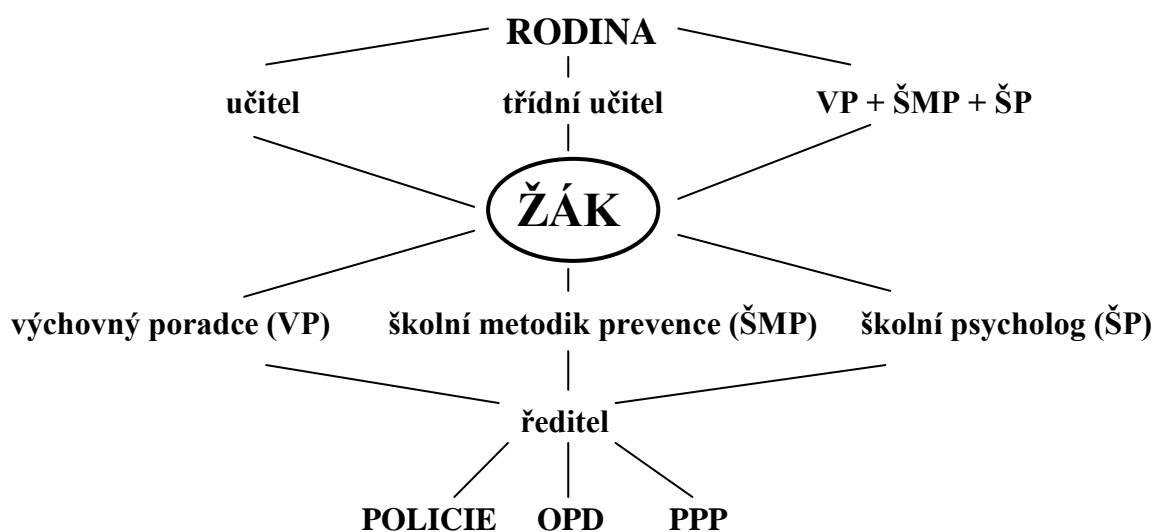 RODINA
učitel třídní učitel VP + ŠMP + ŠP
ŽÁK
výchovný poradce (VP) školní metodik prevence (ŠMP) školní psycholog (ŠP)
ředitel
POLICIE OPD PPP